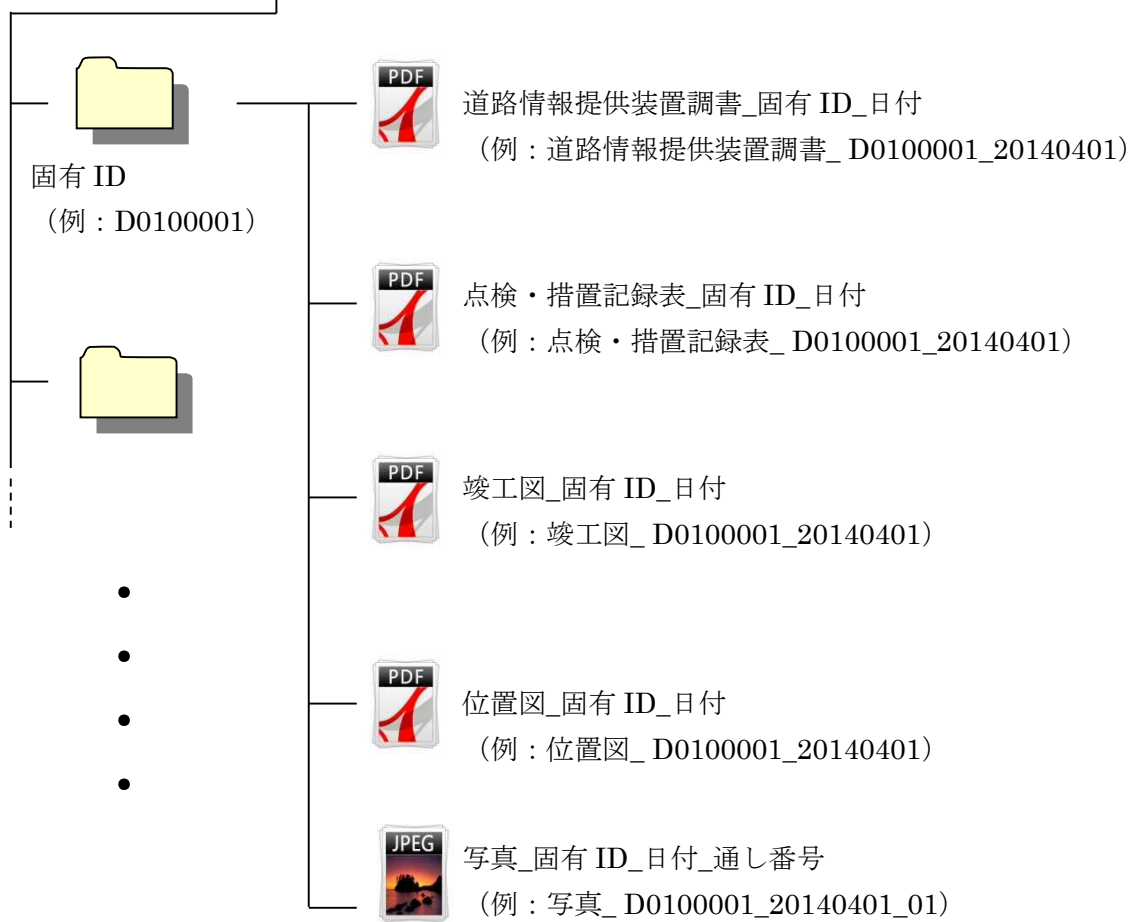 固有 ID
（例：D0100001）
PDF
道路情報提供装置調書_固有 ID_日付
（例：道路情報提供装置調書_ D0100001_20140401）
PDF
点検・措置記録表_固有 ID_日付
（例：点検・措置記録表_ D0100001_20140401）
PDF
竣工図_固有 ID_日付
（例：竣工図_ D0100001_20140401）
PDF
位置図_固有 ID_日付
（例：位置図_ D0100001_20140401）
JPEG
写真_固有 ID_日付_通し番号
（例：写真_ D0100001_20140401_01）